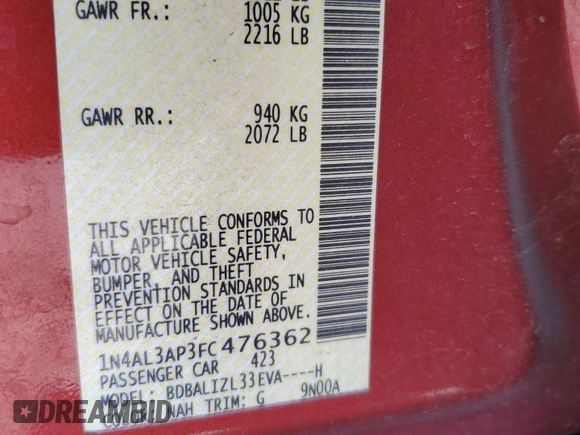 GAWR FR.: 1005 KG
2216 LB
GAWR RR.: 940 KG
2072 LB
THIS VEHICLE CONFORMS TO
ALL APPLICABLE FEDERAL
MOTOR VEHICLE SAFETY,
BUMPER, AND THEFT
PREVENTION STANDARDS IN
EFFECT ON THE DATE OF
MANUFACTURE SHOWN ABOVE.
1N4AL3AP3FC476362
PASSENGER CAR 423
MODEL: BDBALIZL33EVA----H
NAH TRIM: G 9N00A
DREAMBID